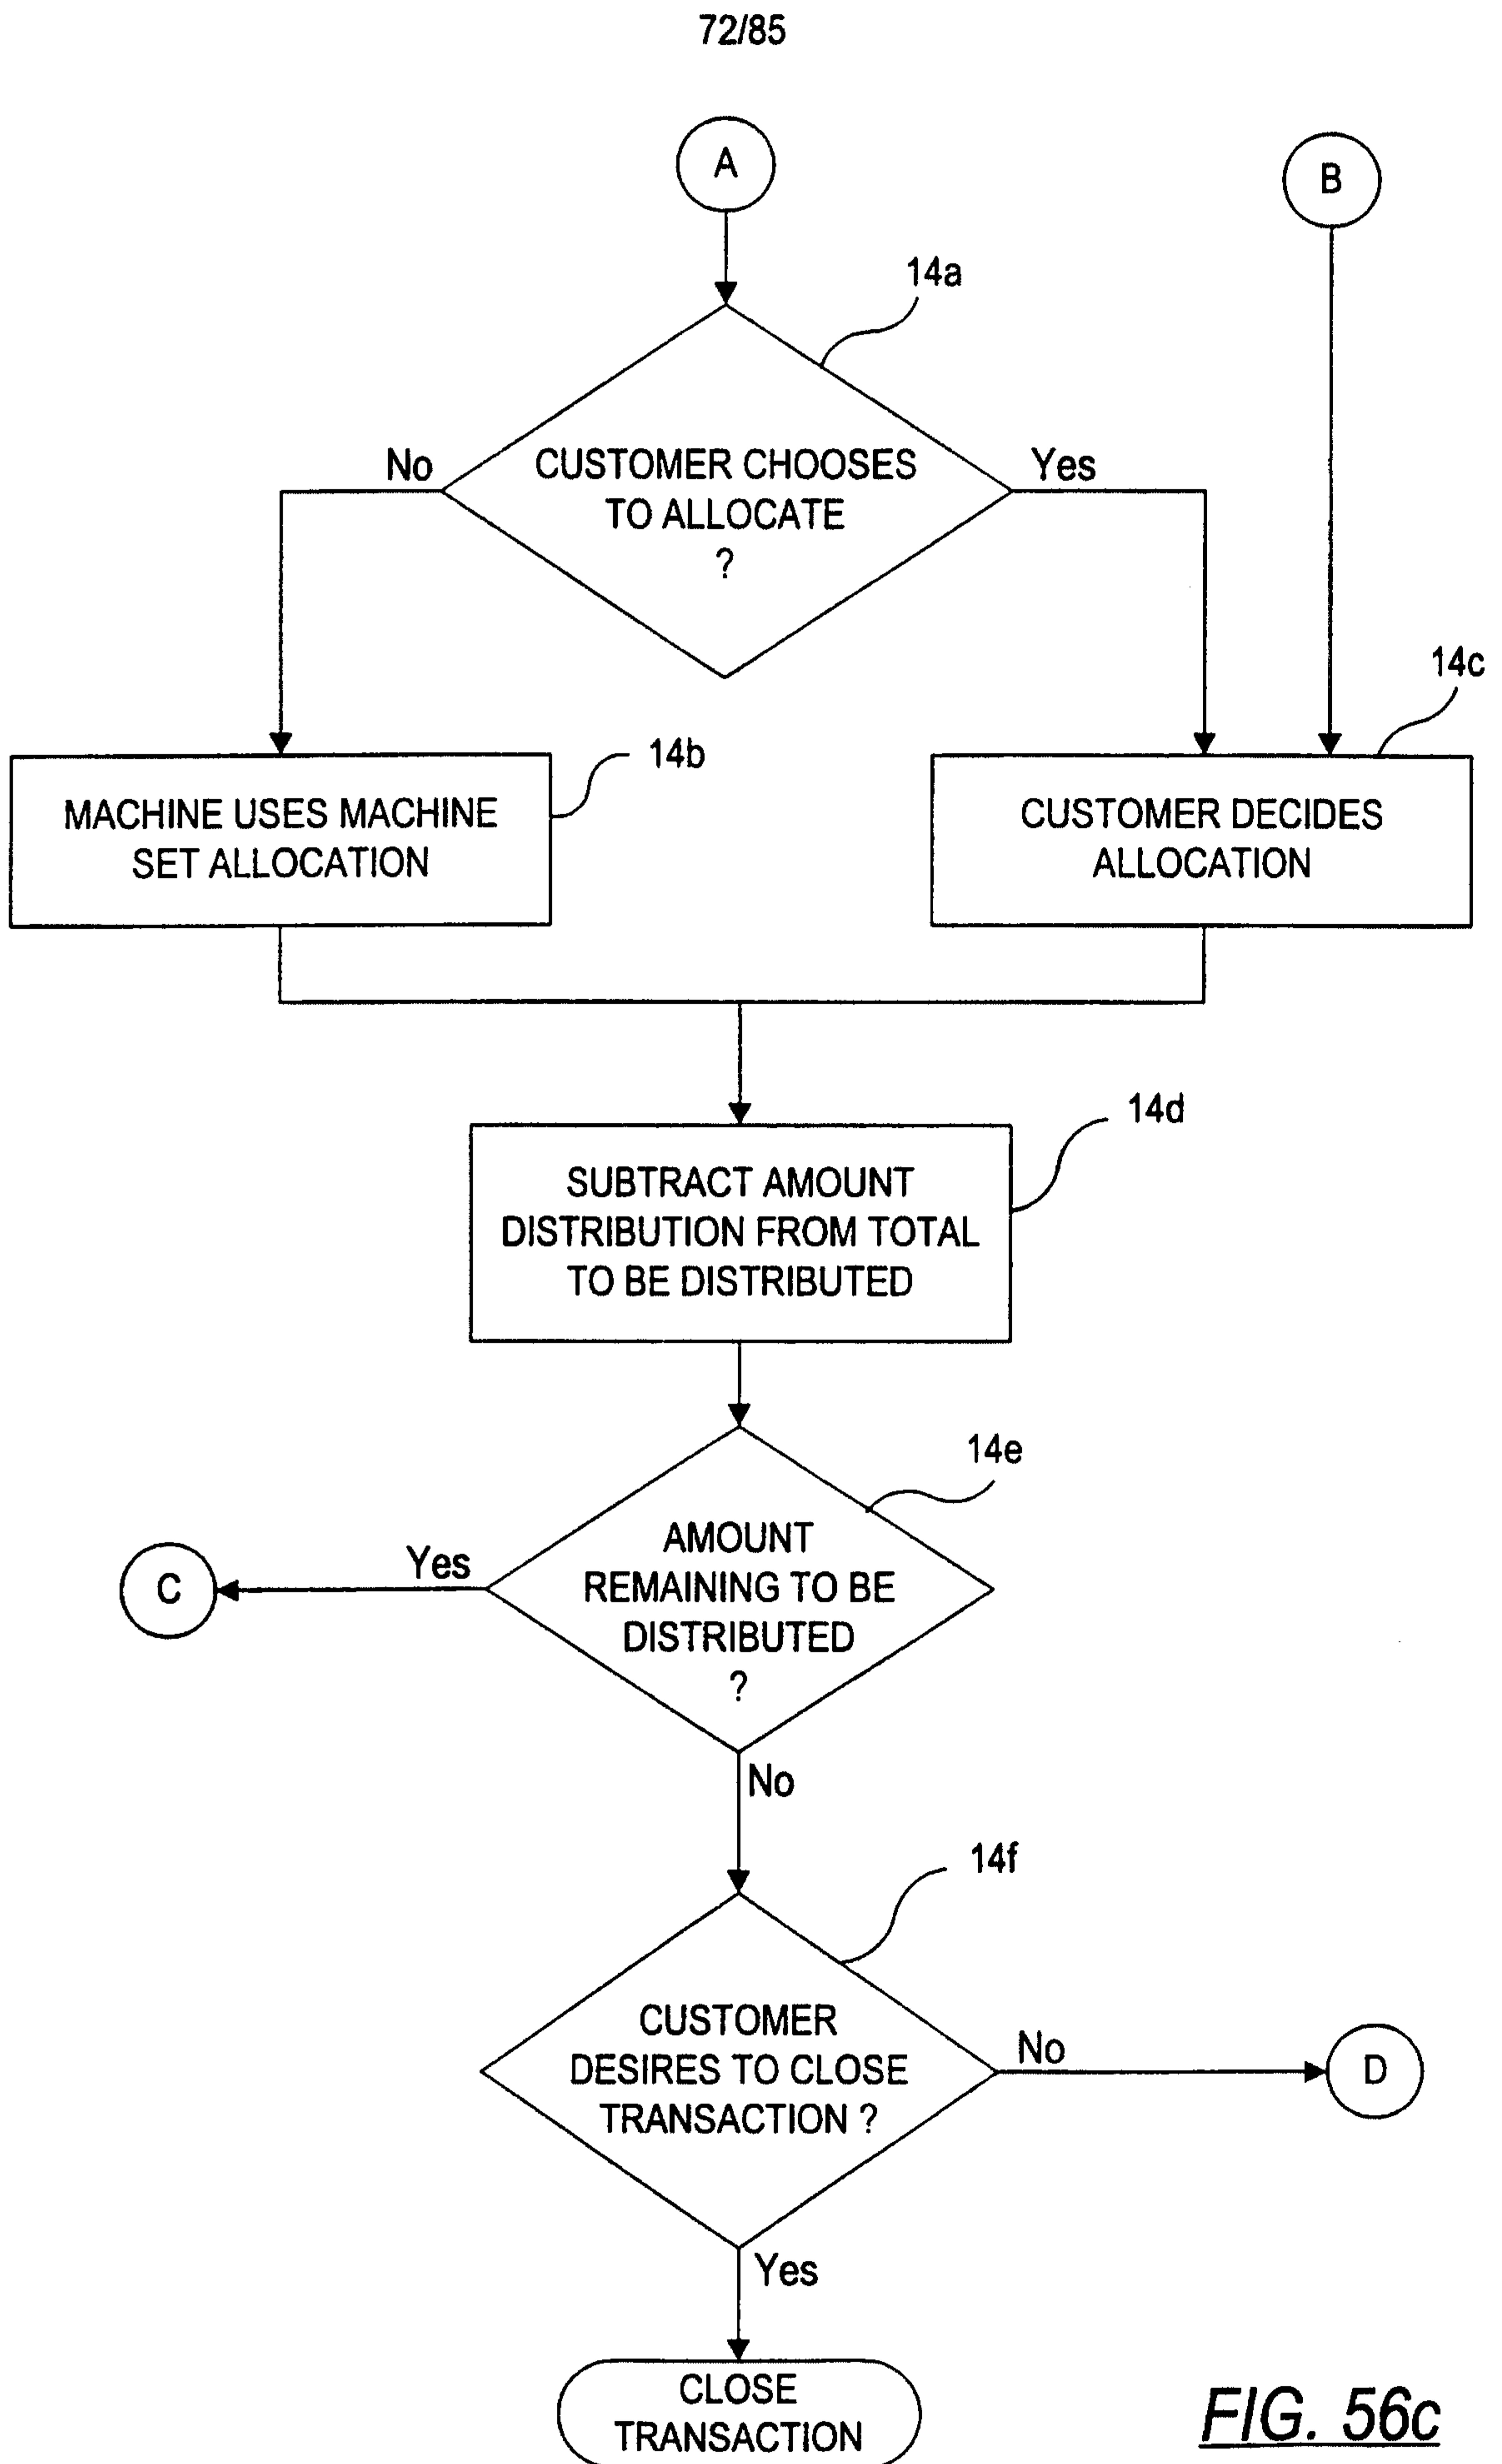 72/85
A
B
14a
No
CUSTOMER CHOOSES
TO ALLOCATE
?
Yes
14c
14b
MACHINE USES MACHINE
SET ALLOCATION
CUSTOMER DECIDES
ALLOCATION
14d
SUBTRACT AMOUNT
DISTRIBUTION FROM TOTAL
TO BE DISTRIBUTED
14e
C
Yes
AMOUNT
REMAINING TO BE
DISTRIBUTED
?
No
14f
CUSTOMER
DESIRES TO CLOSE
TRANSACTION ?
No
D
Yes
CLOSE
TRANSACTION
FIG. 56c